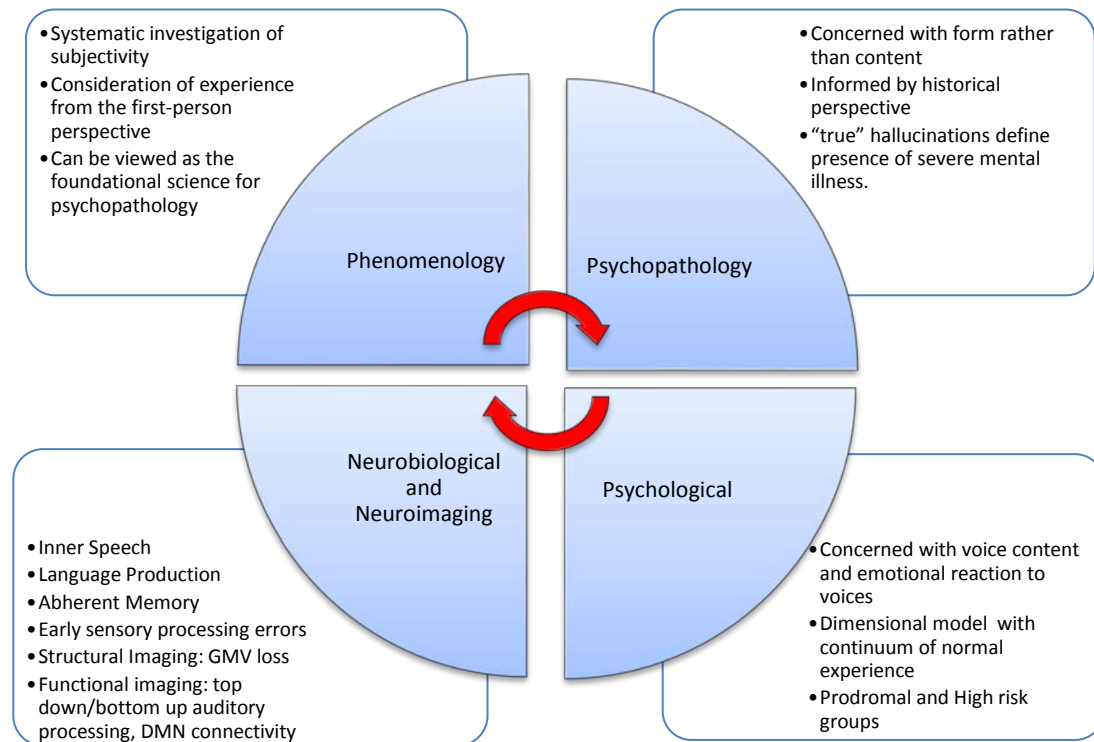 •Systematic investigation of
subjectivity
•Consideration of experience
from the first-person
perspective
•Can be viewed as the
foundational science for
psychopathology
•Concerned with form rather
than content
•Informed by historical
perspective
•“true” hallucinations define
presence of severe mental
illness.
Phenomenology
Psychopathology
Neurobiological
and
Neuroimaging
Psychological
•Inner Speech
•Language Production
•Abherent Memory
•Early sensory processing errors
•Structural Imaging: GMV loss
•Functional imaging: top
down/bottom up auditory
processing, DMN connectivity
•Concerned with voice content
and emotional reaction to
voices
•Dimensional model with
continuum of normal
experience
•Prodromal and High risk
groups